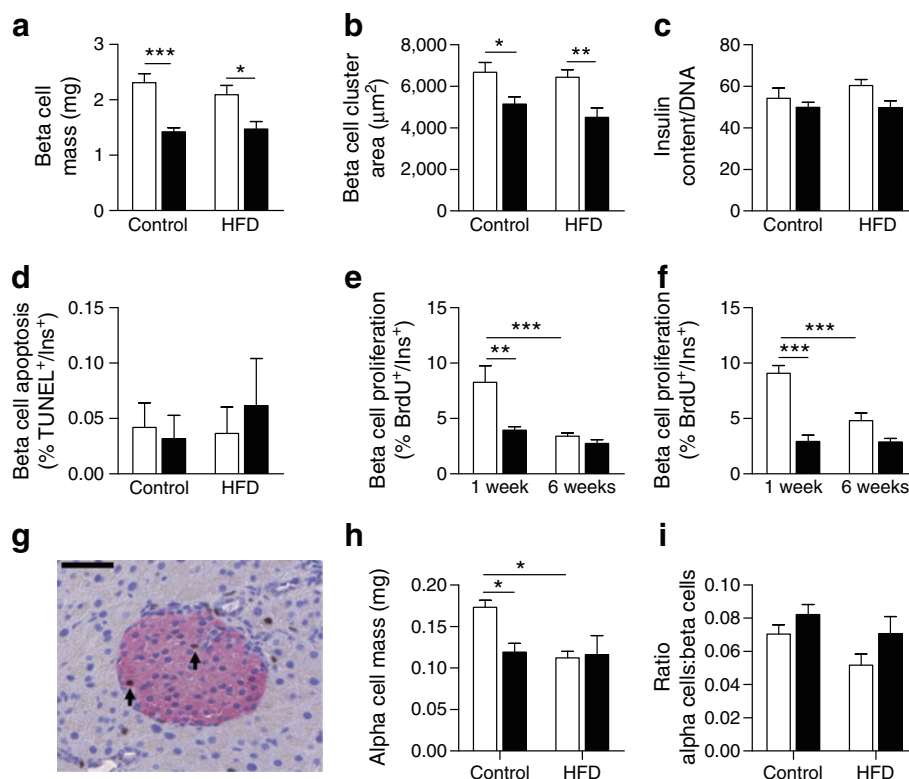 a
Beta cell
mass (mg)
3
2
1
0
***
*
Control
HFD
b
Beta cell cluster
area (μm²)
8,000
6,000
4,000
2,000
0
*
**
Control
HFD
c
Insulin
content/DNA
80
60
40
20
0
Control
HFD
d
Beta cell apoptosis
(% TUNEL⁺/Ins⁺)
0.15
0.10
0.05
0.00
Control
HFD
e
Beta cell proliferation
(% BrdU⁺/Ins⁺)
15
10
5
0
***
**
1 week
6 weeks
f
Beta cell proliferation
(% BrdU⁺/Ins⁺)
15
10
5
0
***
***
1 week
6 weeks
g
h
Alpha cell mass (mg)
0.20
0.15
0.10
0.05
0.00
*
*
Control
HFD
i
Ratio
alpha cells:beta cells
0.10
0.08
0.06
0.04
0.02
0.00
Control
HFD